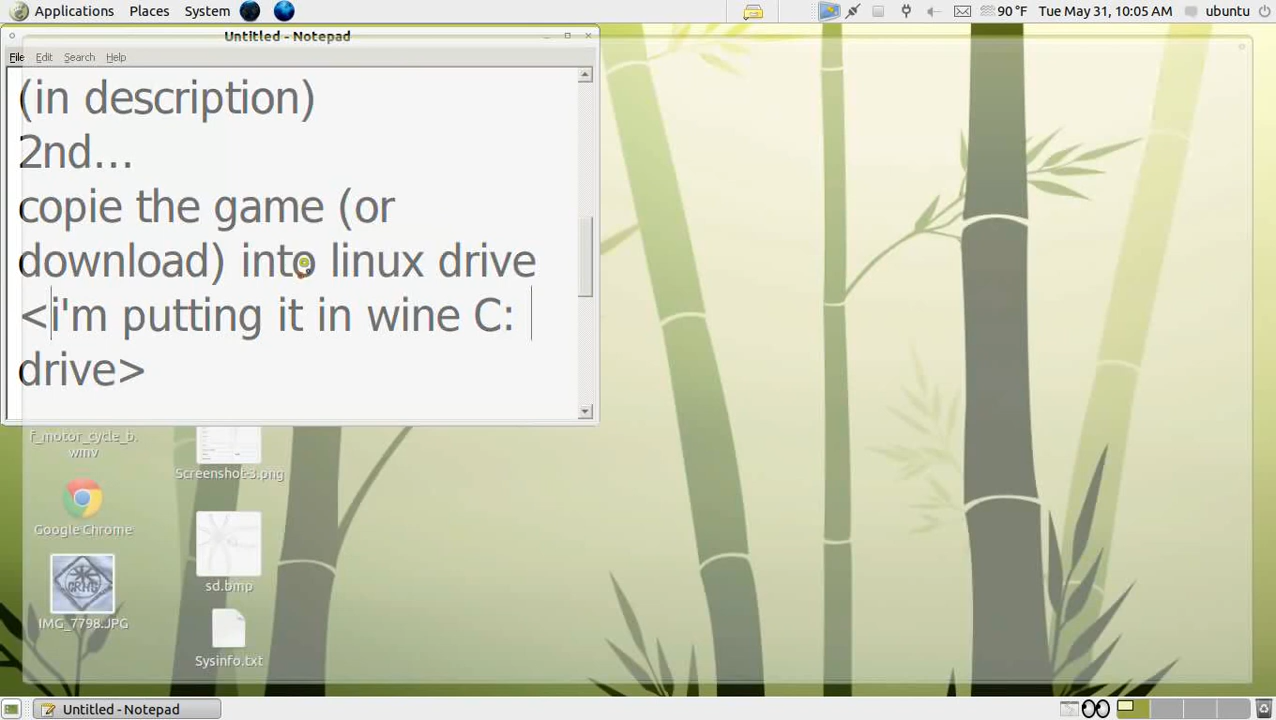 Applications Places System
90 °F Tue May 31, 10:05 AM ubuntu
Untitled - Notepad
File Edit Search Help
(in description)
2nd...
copie the game (or
download) into linux drive
<i'm putting it in wine C:
drive>
f_motor_cycle_b.
wmv
Screenshot-3.png
Google Chrome
sd.bmp
IMG_7798.JPG
Sysinfo.txt
Untitled - Notepad